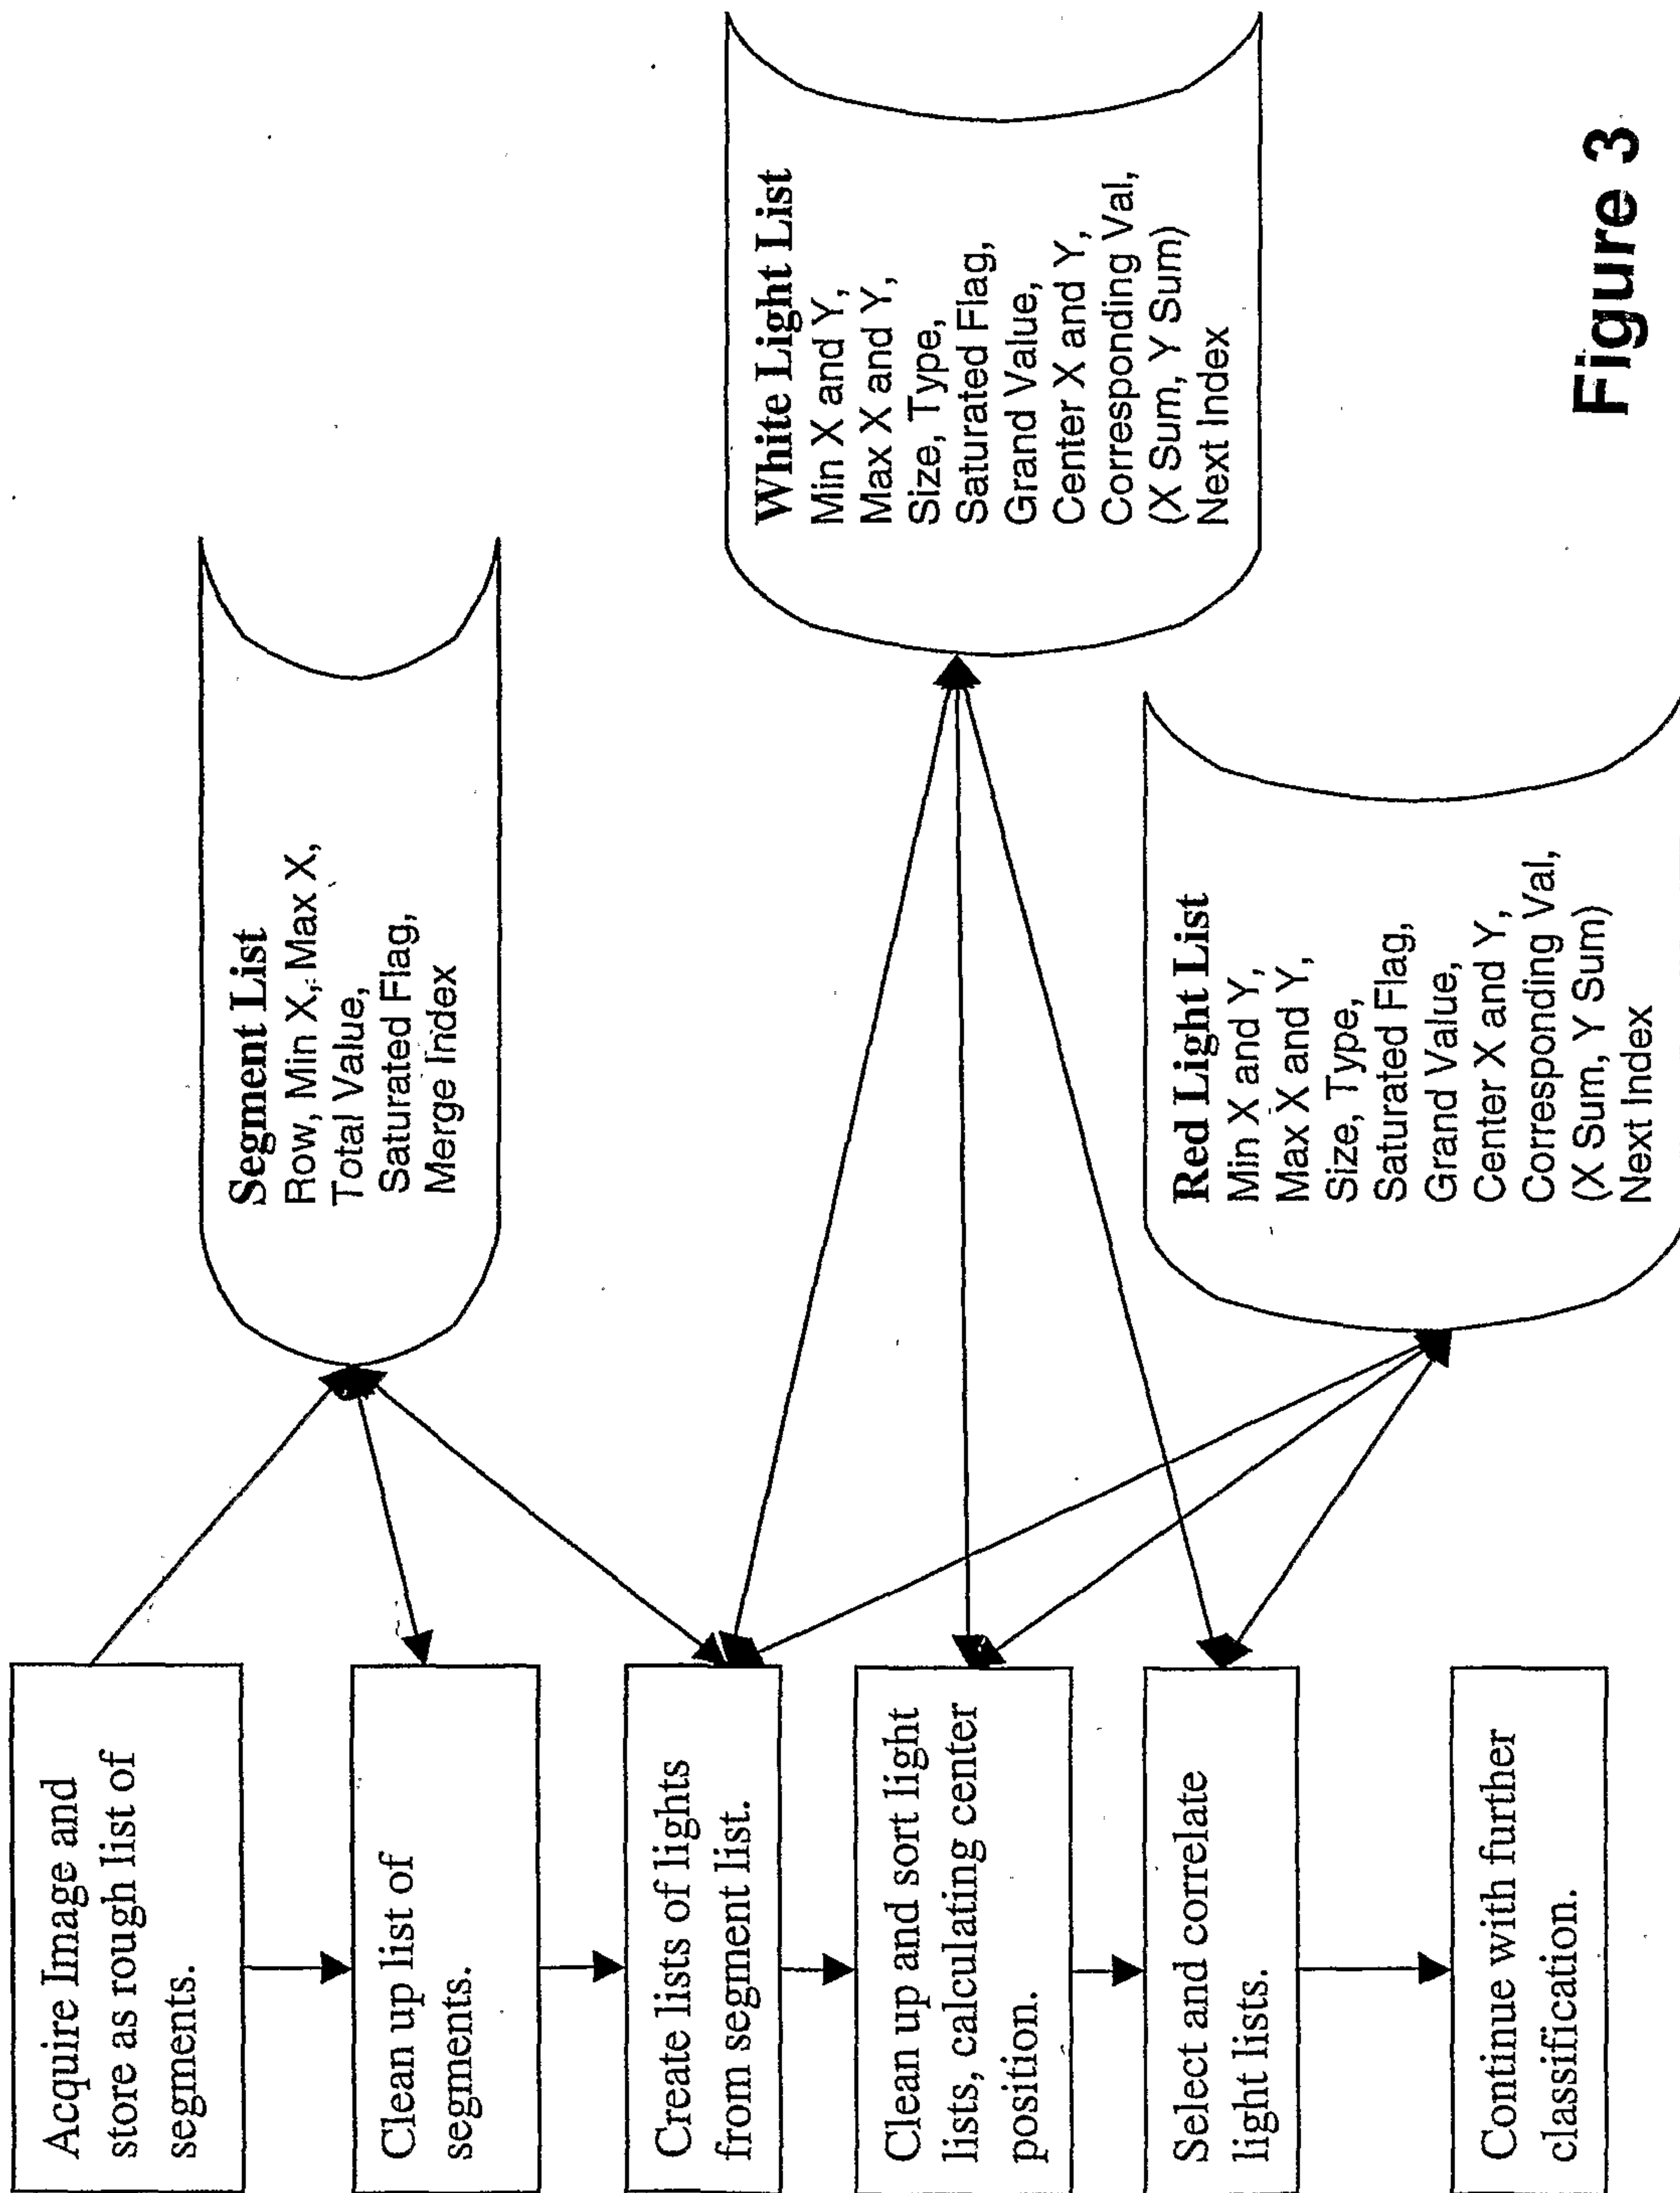 Acquire Image and
store as rough list of
segments.
Clean up list of
segments.
Create lists of lights
from segment list.
Clean up and sort light
lists, calculating center
position.
Select and correlate
light lists.
Continue with further
classification.
Segment List
Row, Min X, Max X,
Total Value,
Saturated Flag,
Merge Index
White Light List
Min X and Y,
Max X and Y,
Size, Type,
Saturated Flag,
Grand Value,
Center X and Y,
Corresponding Val,
(X Sum, Y Sum)
Next Index
Red Light List
Min X and Y,
Max X and Y,
Size, Type,
Saturated Flag,
Grand Value,
Center X and Y,
Corresponding Val,
(X Sum, Y Sum)
Next Index
Figure 3